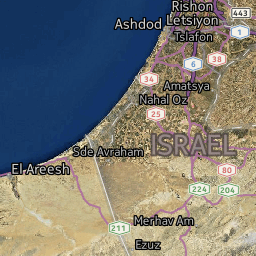 Rishon
Letsiyon
443
Ashdod
1
Tslafon
6
38
34
Amatsya
Nahal Oz
25
ISRAEL
Sde Avraham
El Areesh
80
224
204
Merhav Am
211
Ezuz